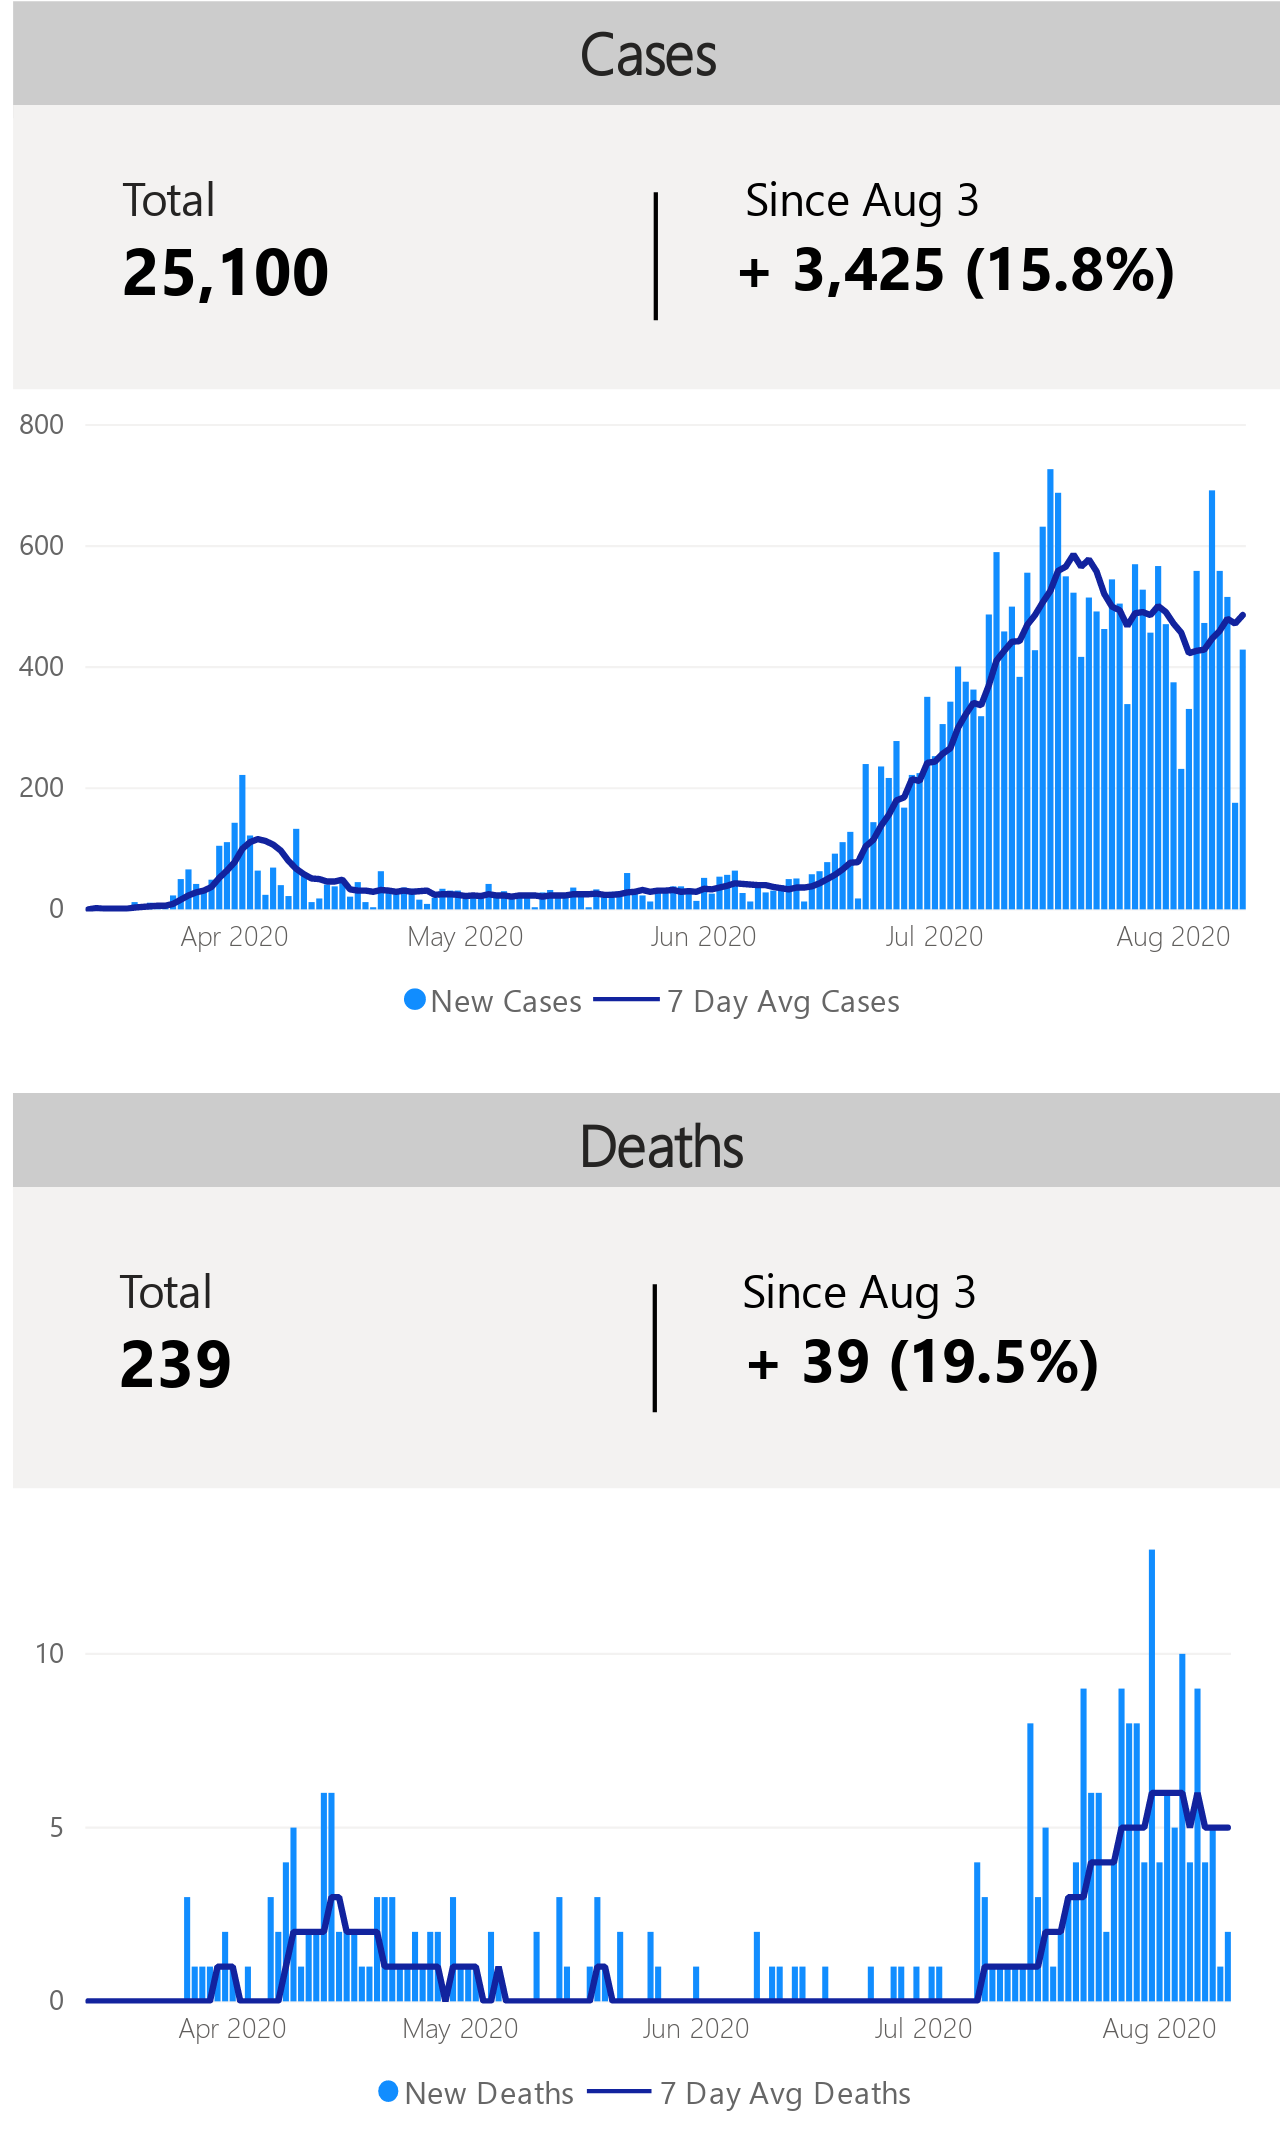 Cases
Total
Since Aug 3
25,100
+ 3,425 (15.8%)
800
600
400
200
0
Apr 2020
May 2020
Jun 2020
Jul 2020
Aug 2020
New Cases
7 Day Avg Cases
Deaths
Total
Since Aug 3
239
+ 39 (19.5%)
10
5
0
Apr 2020
May 2020
Jun 2020
Jul 2020
Aug 2020
New Deaths
7 Day Avg Deaths